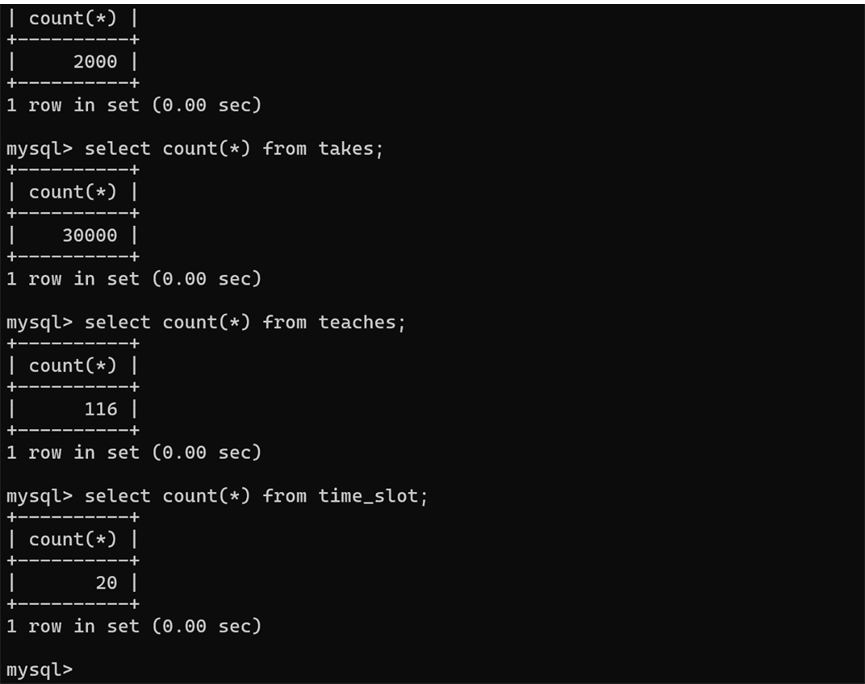 | count(*) |
+----------+
|     2000 |
+----------+
1 row in set (0.00 sec)

mysql> select count(*) from takes;
+----------+
| count(*) |
+----------+
|    30000 |
+----------+
1 row in set (0.00 sec)

mysql> select count(*) from teaches;
+----------+
| count(*) |
+----------+
|      116 |
+----------+
1 row in set (0.00 sec)

mysql> select count(*) from time_slot;
+----------+
| count(*) |
+----------+
|       20 |
+----------+
1 row in set (0.00 sec)

mysql>